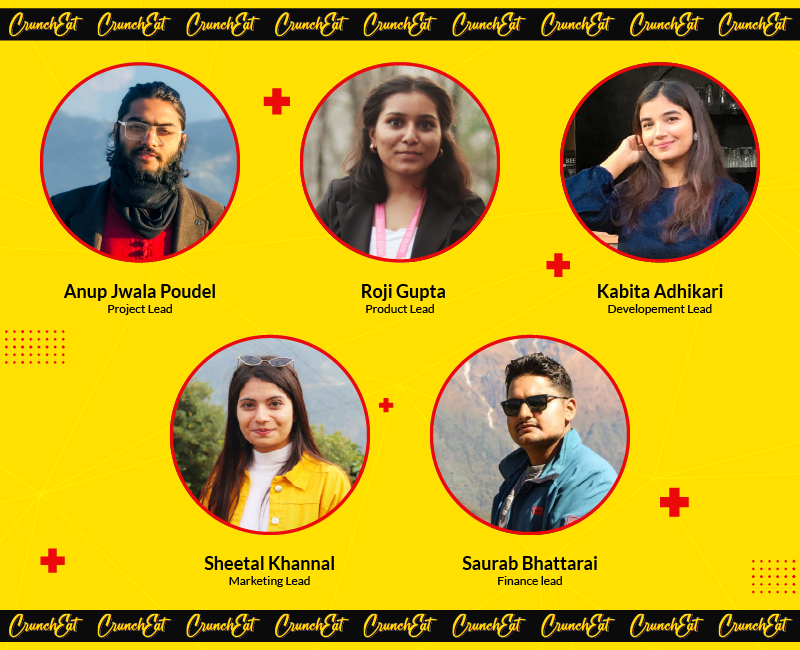 CrunchEat CrunchEat CrunchEat CrunchEat CrunchEat CrunchEat CrunchEat CrunchEat CrunchEat
BEE
Anup Jwala Poudel
Project Lead
Roji Gupta
Product Lead
Kabita Adhikari
Developement Lead
Sheetal Khannal
Marketing Lead
Saurab Bhattarai
Finance lead
CrunchEat CrunchEat CrunchEat CrunchEat CrunchEat CrunchEat CrunchEat CrunchEat CrunchEat